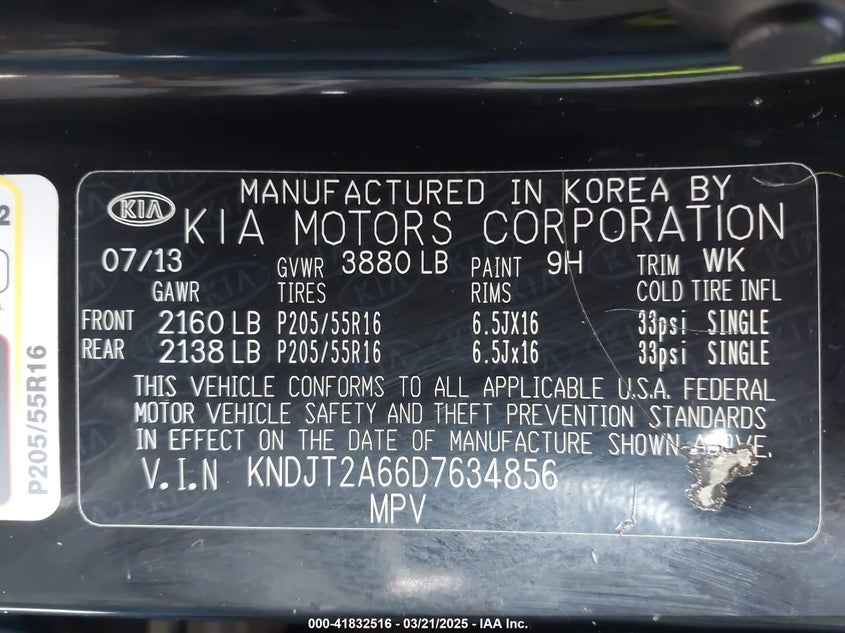 KIA
MANUFACTURED IN KOREA BY
KIA MOTORS CORPORATION
07/13 GVWR 3880 LB PAINT 9H TRIM WK
GAWR TIRES RIMS COLD TIRE INFL
FRONT 2160 LB P205/55R16 6.5JX16 33psi SINGLE
REAR 2138 LB P205/55R16 6.5Jx16 33psi SINGLE
THIS VEHICLE CONFORMS TO ALL APPLICABLE U.S.A. FEDERAL
MOTOR VEHICLE SAFETY AND THEFT PREVENTION STANDARDS
IN EFFECT ON THE DATE OF MANUFACTURE SHOWN ABOVE.
V.I.N KNDJT2A66D7634856
MPV
P205/55R16
2
000-41832516 - 03/21/2025 - IAA Inc.